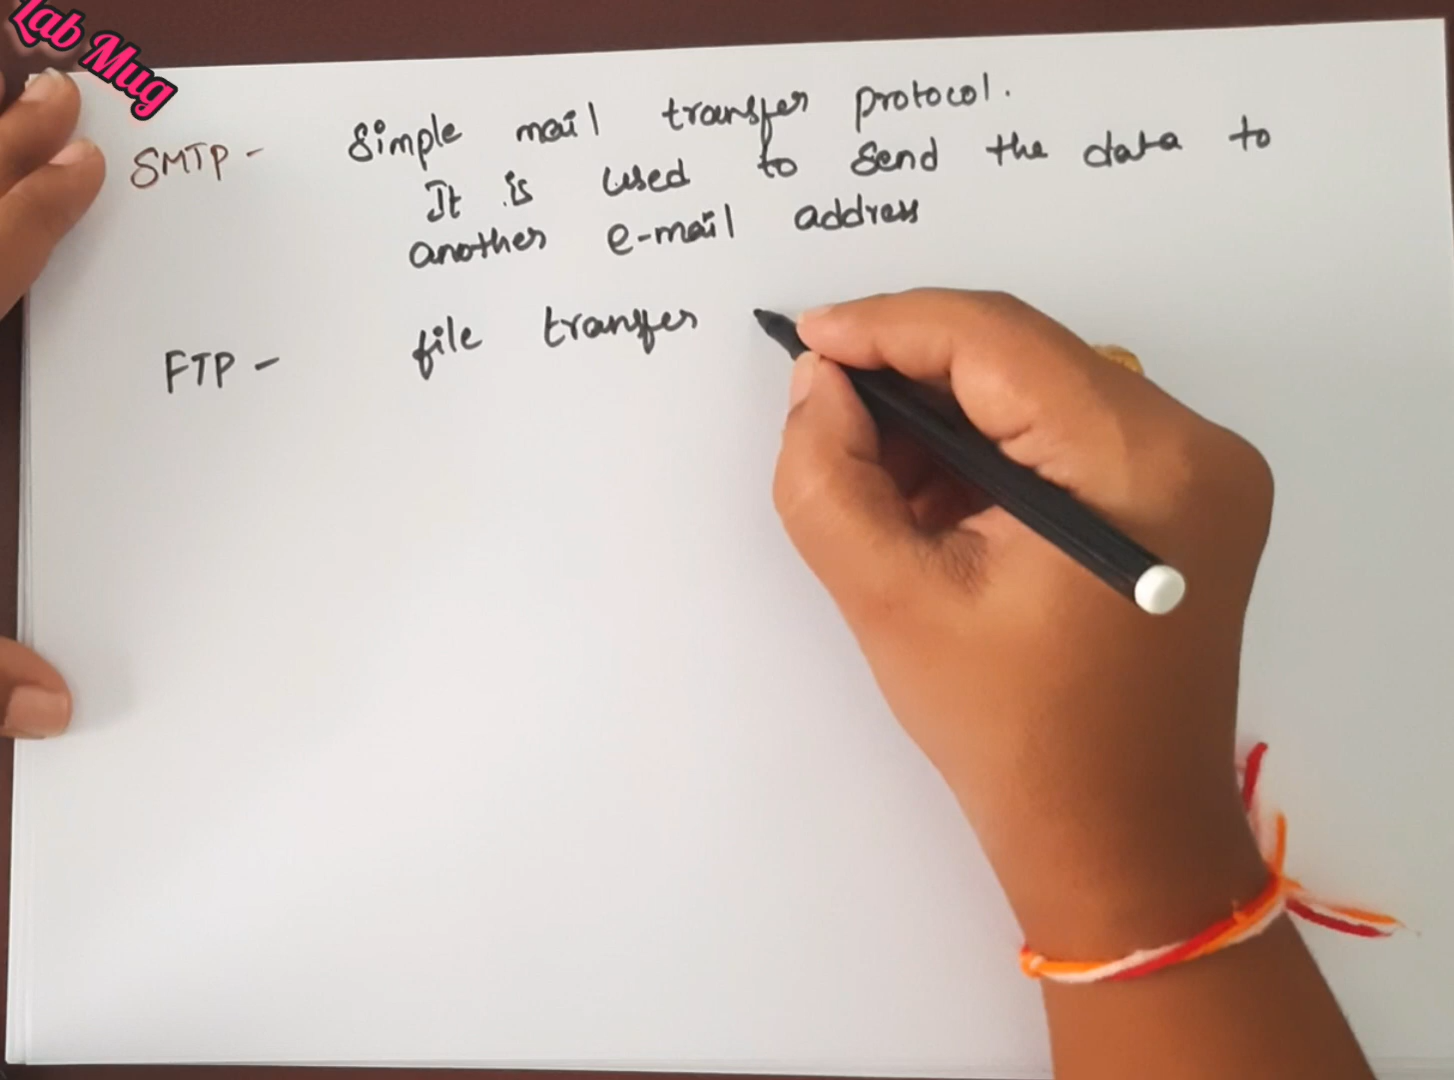 Lab Mug
SMTP - Simple mail transfer protocol.
It is used to send the data to
another e-mail address
FTP - file transfer